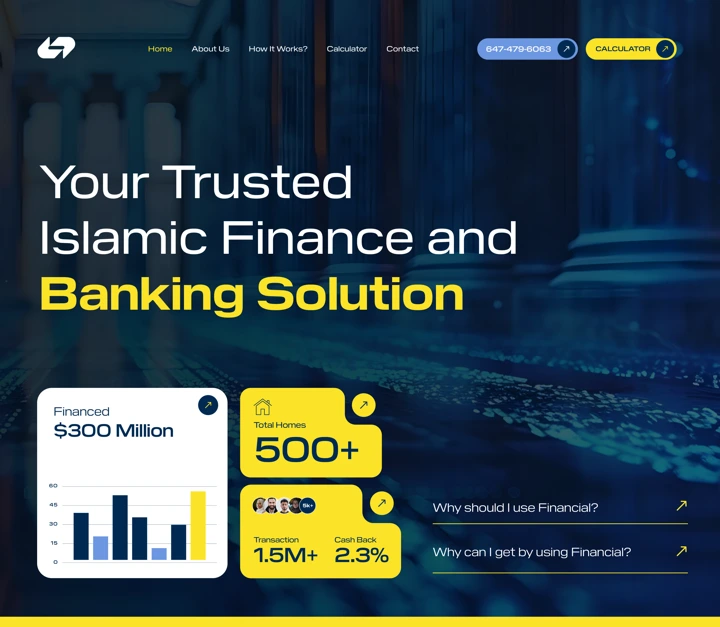 Home
About Us
How It Works?
Calculator
Contact
647-479-6063
CALCULATOR
Your Trusted
Islamic Finance and
Banking Solution
Financed
$300 Million
60
45
30
15
0
Total Homes
500+
5k+
Transaction
1.5M+
Cash Back
2.3%
Why should I use Financial?
Why can I get by using Financial?